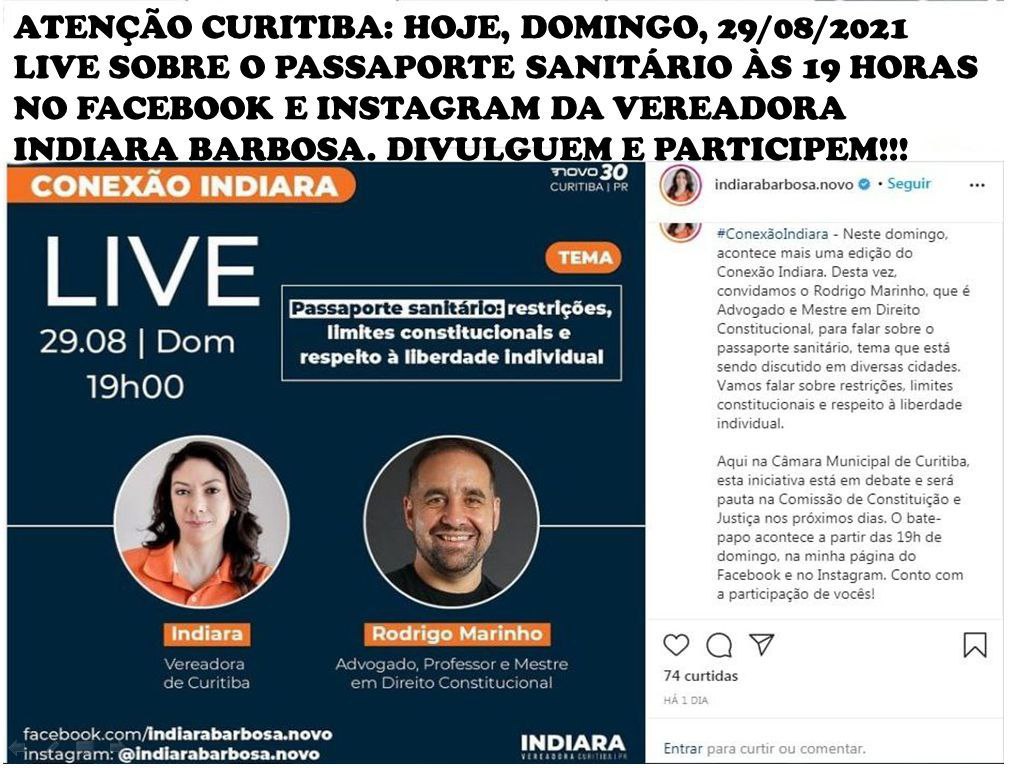 ATENÇÃO CURITIBA: HOJE, DOMINGO, 29/08/2021
LIVE SOBRE O PASSAPORTE SANITÁRIO ÀS 19 HORAS
NO FACEBOOK E INSTAGRAM DA VEREADORA
INDIARA BARBOSA. DIVULGUEM E PARTICIPEM!!!
CONEXÃO INDIARA
NOVO 30
CURITIBA | PR
LIVE
29.08 | Dom
19h00
TEMA
Passaporte sanitário: restrições,
limites constitucionais e
respeito à liberdade individual
Indiara
Vereadora
de Curitiba
Rodrigo Marinho
Advogado, Professor e Mestre
em Direito Constitucional
facebook.com/indiarabarbosa.novo
instagram: @indiarabarbosa.novo
INDIARA
VEREADORA CURITIBA | PR
indiarabarbosa.novo • Seguir
#ConexãoIndiara - Neste domingo,
acontece mais uma edição do
Conexão Indiara. Desta vez,
convidamos o Rodrigo Marinho, que é
Advogado e Mestre em Direito
Constitucional, para falar sobre o
passaporte sanitário, tema que está
sendo discutido em diversas cidades.
Vamos falar sobre restrições, limites
constitucionais e respeito à liberdade
individual.
Aqui na Câmara Municipal de Curitiba,
esta iniciativa está em debate e será
pauta na Comissão de Constituição e
Justiça nos próximos dias. O bate-
papo acontece a partir das 19h de
domingo, na minha página do
Facebook e no Instagram. Conto com
a participação de vocês!
74 curtidas
HÁ 1 DIA
Entrar para curtir ou comentar.